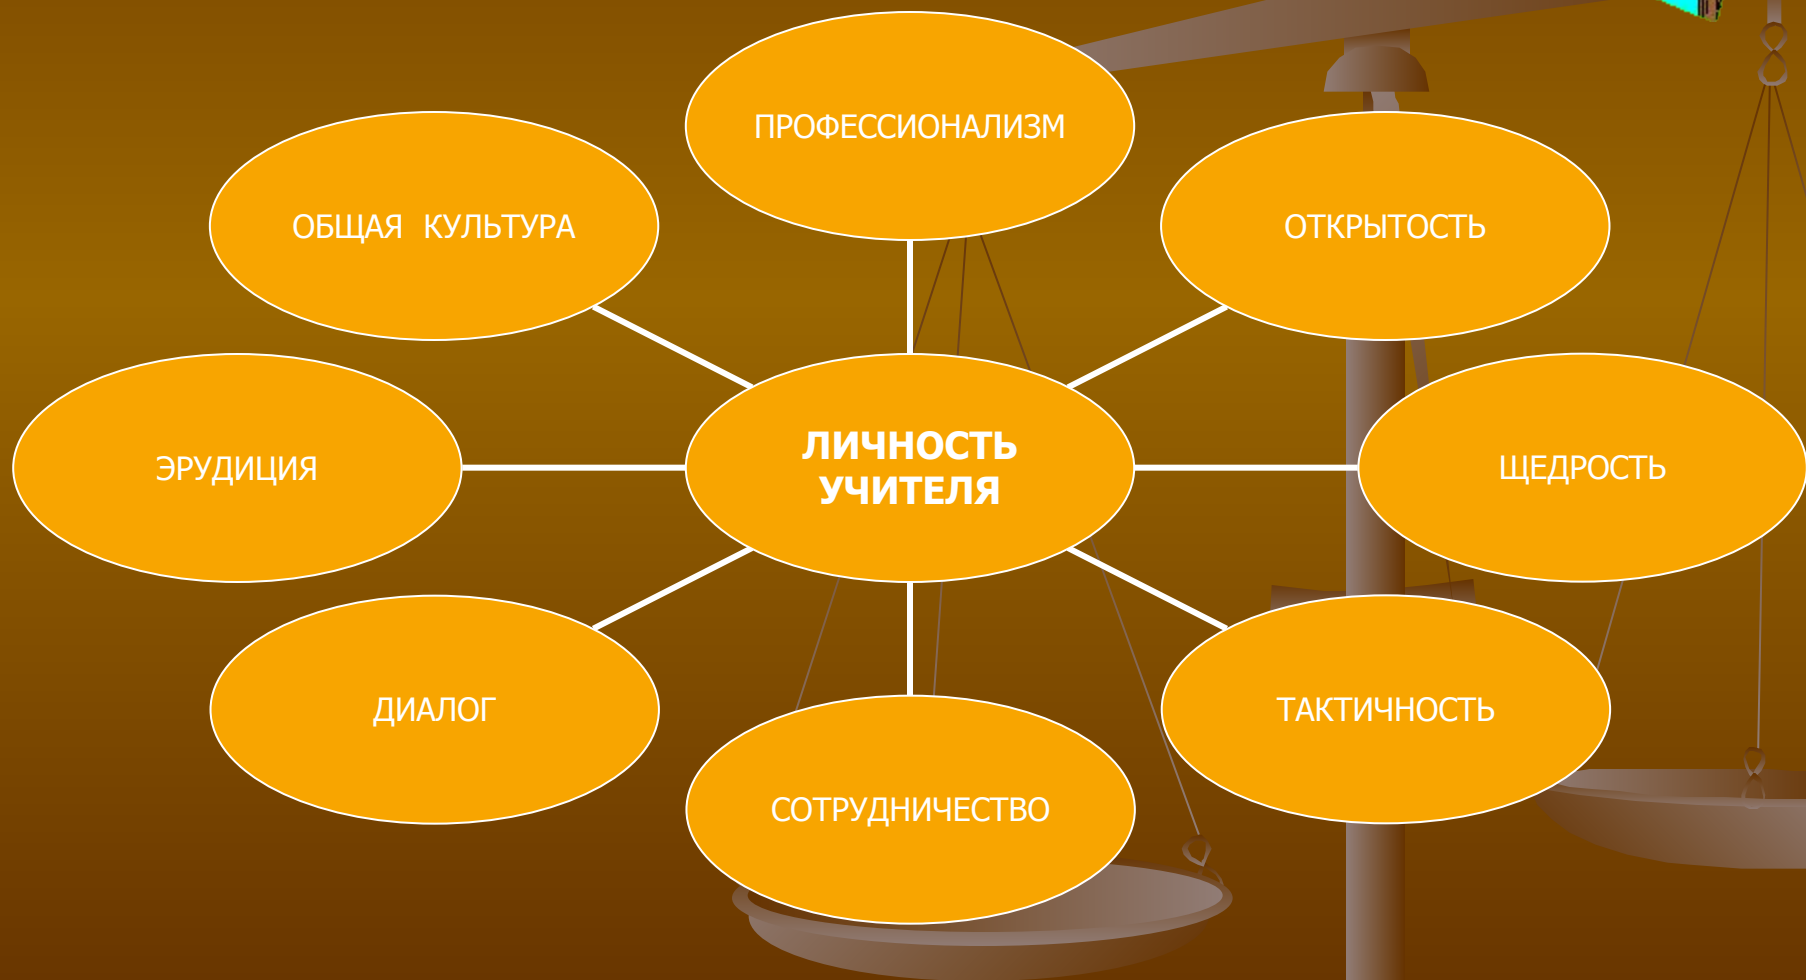 ПРОФЕССИОНАЛИЗМ
ОБЩАЯ КУЛЬТУРА
ОТКРЫТОСТЬ
ЭРУДИЦИЯ
ЛИЧНОСТЬ
УЧИТЕЛЯ
ЩЕДРОСТЬ
ДИАЛОГ
ТАКТИЧНОСТЬ
СОТРУДНИЧЕСТВО